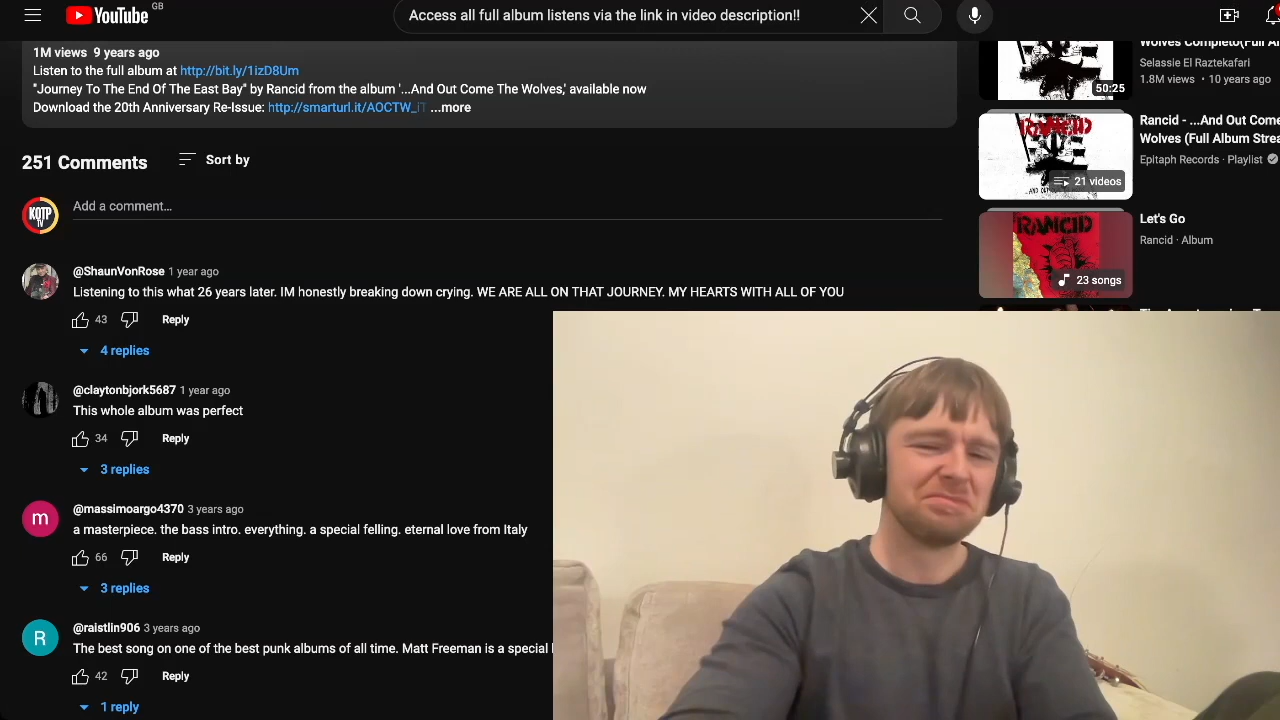 YouTube GB
Access all full album listens via the link in video description!!
1M views 9 years ago
Listen to the full album at http://bit.ly/1izD8Um
"Journey To The End Of The East Bay" by Rancid from the album '...And Out Come The Wolves,' available now
Download the 20th Anniversary Re-Issue: http://smarturl.it/AOCTW_iT ...more
251 Comments
Sort by
KOTP
TV
Add a comment...
@ShaunVonRose 1 year ago
Listening to this what 26 years later. IM honestly breaking down crying. WE ARE ALL ON THAT JOURNEY. MY HEARTS WITH ALL OF YOU
43 Reply
4 replies
@claytonbjork5687 1 year ago
This whole album was perfect
34 Reply
3 replies
m
@massimoargo4370 3 years ago
a masterpiece. the bass intro. everything. a special felling. eternal love from Italy
66 Reply
3 replies
R
@raistlin906 3 years ago
The best song on one of the best punk albums of all time. Matt Freeman is a special
42 Reply
1 reply
Wolves Completo(Full Al
Selassie El Raztekafari
1.8M views · 10 years ago
50:25
Rancid - ...And Out Come
Wolves (Full Album Strea
Epitaph Records · Playlist
RANCID
...AND OUT
21 videos
Let's Go
Rancid · Album
RANCID
23 songs